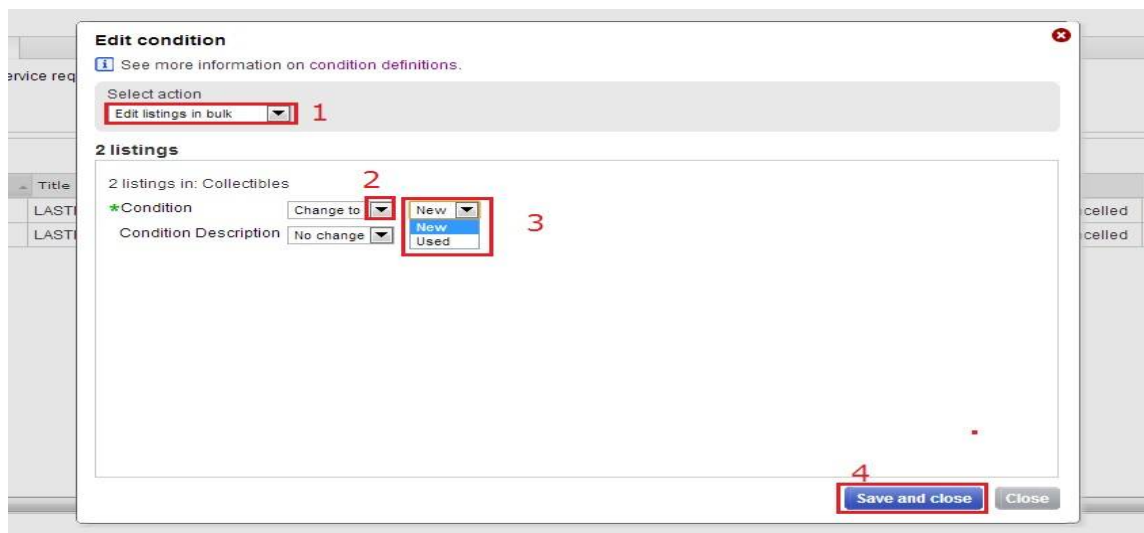 Edit condition
i See more information on condition definitions.
ervice req
Select action
Edit listings in bulk 1
2 listings
Title
2 listings in: Collectibles 2
LASTI *Condition Change to New 3 celled
New
LASTI Condition Description No change Used celled
4
Save and close Close